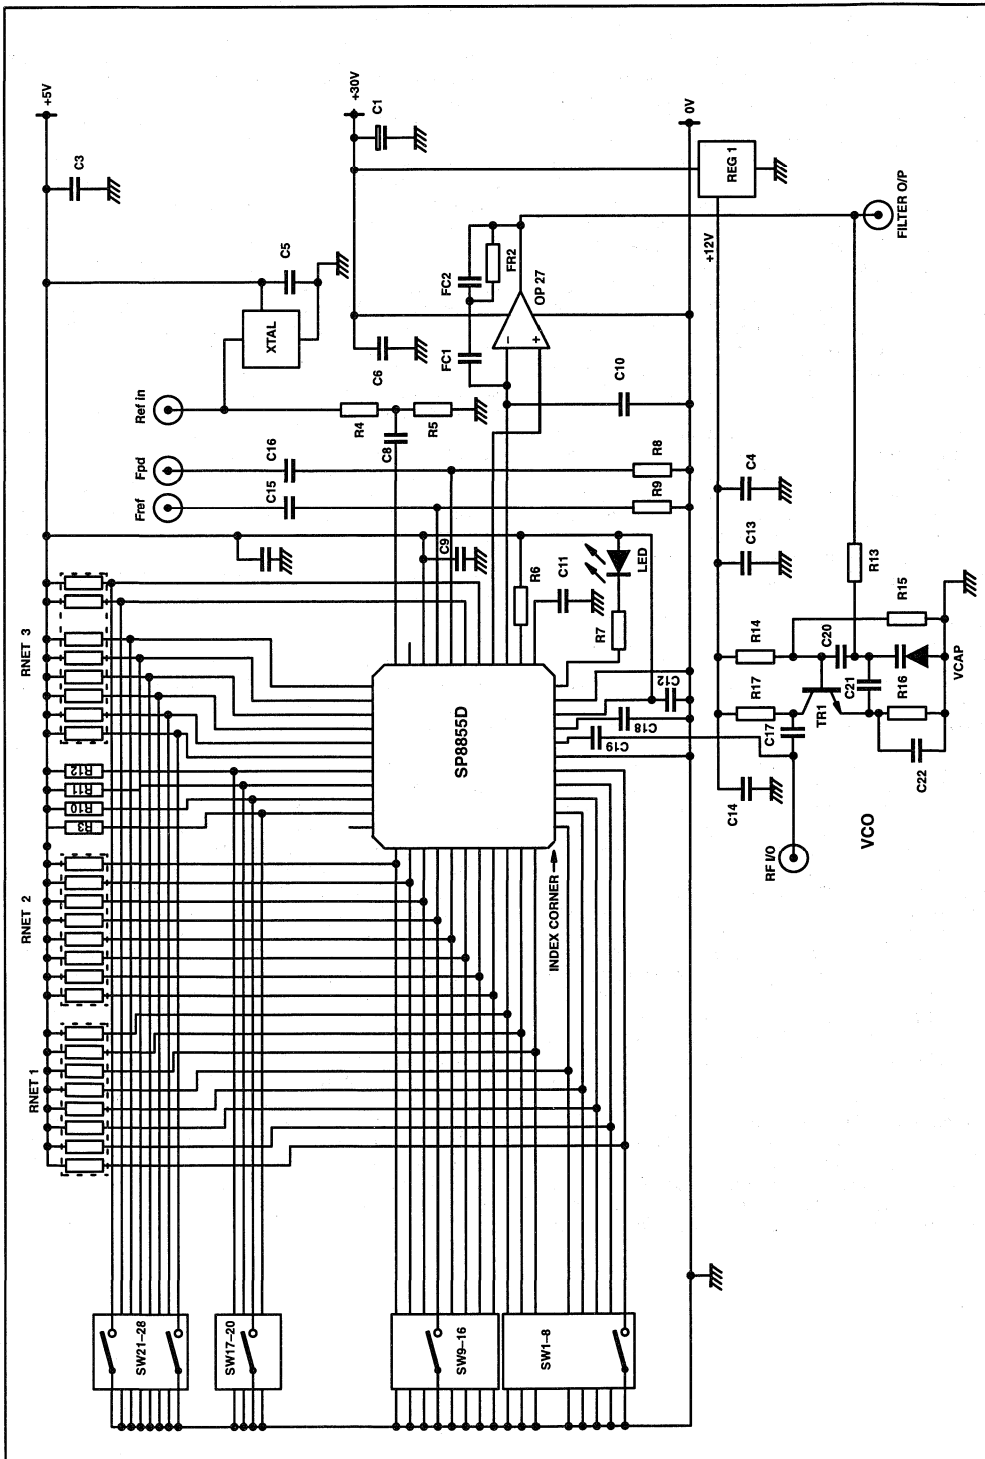 +5V
C3
C5
XTAL
Ref in
Fpd
Fref
C16
C15
+30V
C1
C6
R4
R5
C8
FC2
FR2
OP 27
FC1
−
+
C10
R8
R9
0V
REG 1
+12V
FILTER O/P
C4
C13
R13
R15
R14
C20
R17
C21
R16
VCAP
TR1
C17
C22
C14
RF I/O
VCO
C9
R6
C11
LED
R7
C12
C18
C19
SP8855D
INDEX CORNER
RNET 3
R12
R11
R10
R3
RNET 2
RNET 1
SW21–28
SW17–20
SW9–16
SW1–8